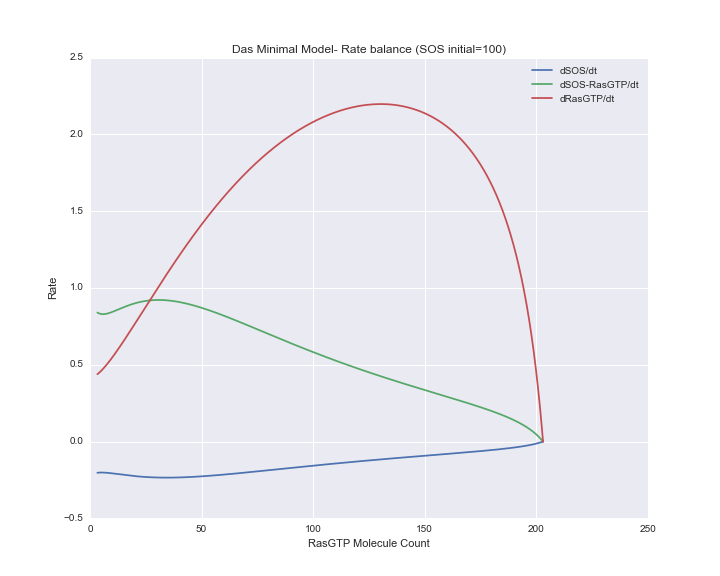 Das Minimal Model- Rate balance (SOS initial=100)
2.5
2.0
1.5
1.0
0.5
0.0
−0.5
Rate
dSOS/dt
dSOS-RasGTP/dt
dRasGTP/dt
0 50 100 150 200 250
RasGTP Molecule Count